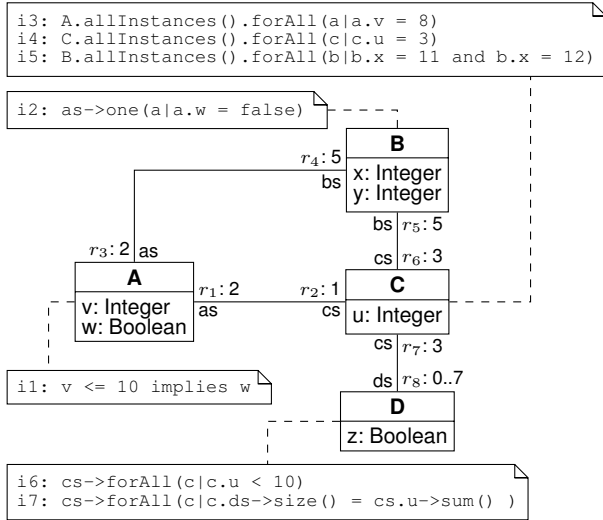 i3: A.allInstances().forAll(a|a.v = 8)
i4: C.allInstances().forAll(c|c.u = 3)
i5: B.allInstances().forAll(b|b.x = 11 and b.x = 12)
i2: as->one(a|a.w = false)
B
x: Integer
y: Integer
r4: 5
bs
bs r5: 5
r3: 2 as
cs r6: 3
A
v: Integer
w: Boolean
r1: 2
as
r2: 1
cs
C
u: Integer
cs r7: 3
i1: v <= 10 implies w
ds r8: 0..7
D
z: Boolean
i6: cs->forAll(c|c.u < 10)
i7: cs->forAll(c|c.ds->size() = cs.u->sum() )